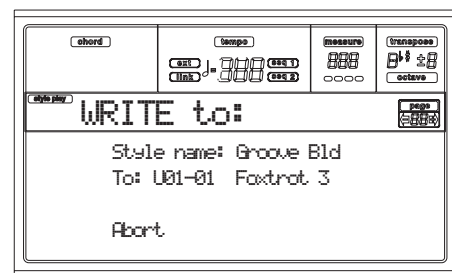 chord tempo measure transpose
ext seq 1
link seq 2
octave
style play WRITE to: page
Style name: Groove Bld
To: U01-01 Foxtrot 3
Abort